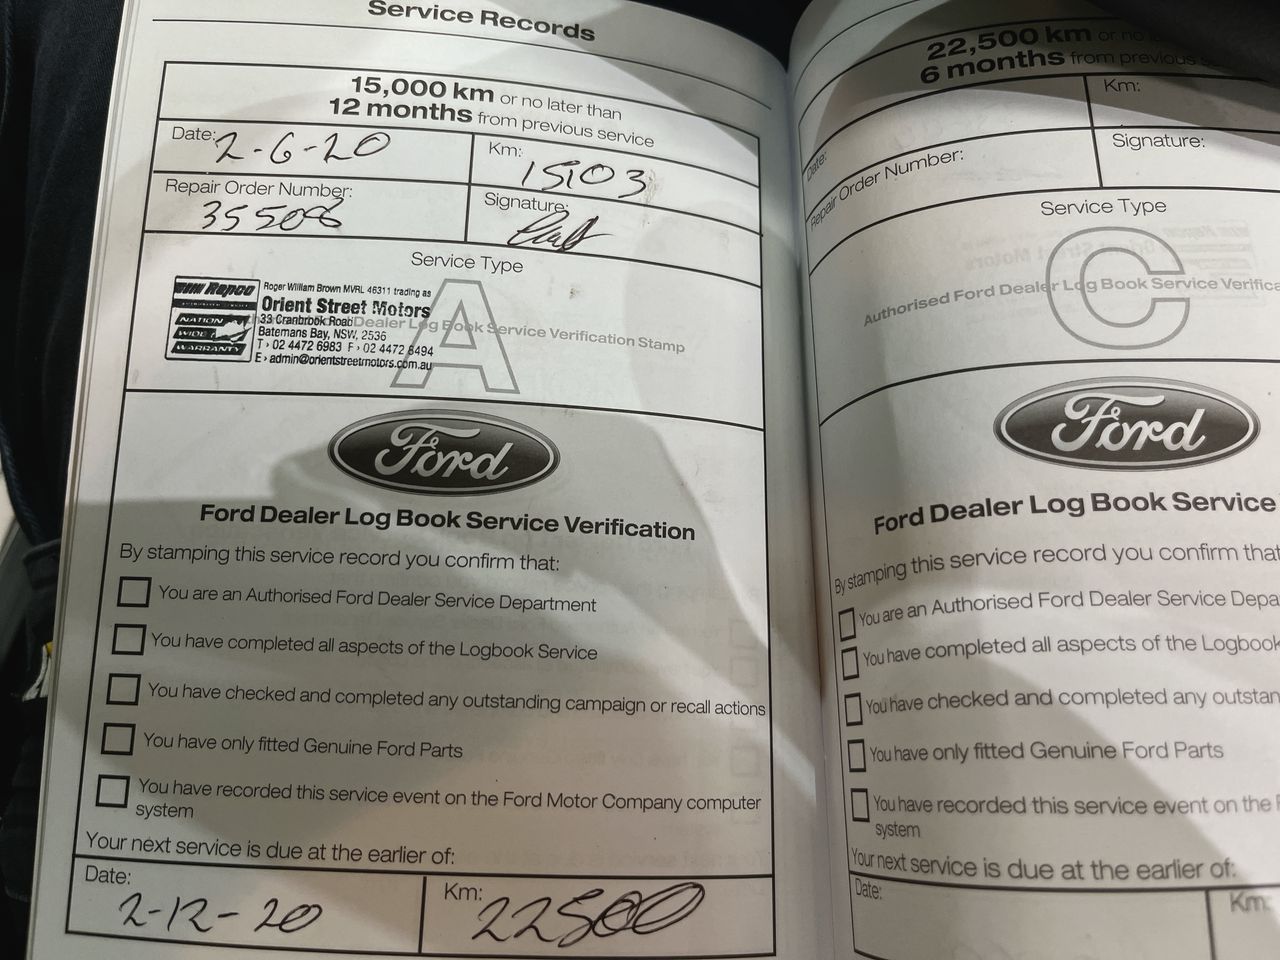 Service Records
15,000 km or no later than
12 months from previous service
Date: 2-6-20
Km: 15103
Repair Order Number: 35508
Signature:
Service Type
A
Repco
NATION
WIDE
WARRANTY
Roger William Brown MVRL 46311 trading as
Orient Street Motors
33 Cranbrook Road
Batemans Bay, NSW, 2536
T › 02 4472 6983 F › 02 4472 8494
E › admin@orientstreetmotors.com.au
Dealer Log Book Service Verification Stamp
Ford
Ford Dealer Log Book Service Verification
By stamping this service record you confirm that:
You are an Authorised Ford Dealer Service Department
You have completed all aspects of the Logbook Service
You have checked and completed any outstanding campaign or recall actions
You have only fitted Genuine Ford Parts
You have recorded this service event on the Ford Motor Company computer
system
Your next service is due at the earlier of:
Date: 2-12-20
Km: 22500
22,500 km or no
6 months from previous
Date:
Km:
Repair Order Number:
Signature:
Service Type
C
Authorised Ford Dealer Log Book Service
Ford
Ford Dealer Log Book Service
By stamping this service record you confirm that
You are an Authorised Ford Dealer Service
You have completed all aspects of the Logbook
You have checked and completed any
You have only fitted Genuine Ford Parts
You have recorded this service event on the
system
Your next service is due at the earlier of:
Date:
Km: